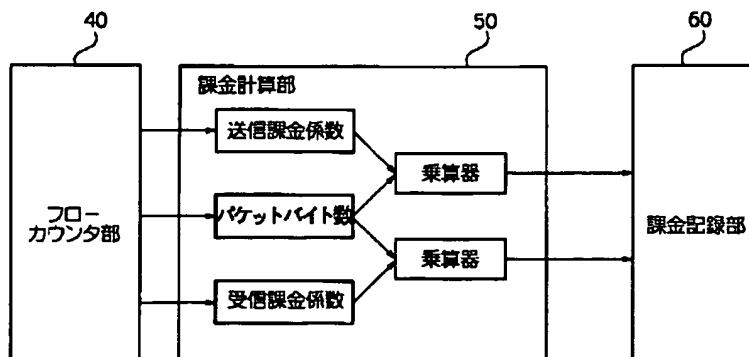 40
50
60
課金計算部
送信課金係数
乗算器
フロー
カウンタ部
パケットバイト数
課金記録部
乗算器
受信課金係数